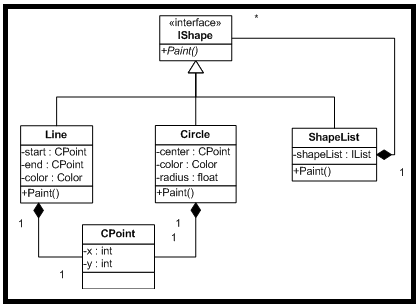 «interface»
IShape
+Paint()
*
Line
-start : CPoint
-end : CPoint
-color : Color
+Paint()
Circle
-center : CPoint
-color : Color
-radius : float
+Paint()
ShapeList
-shapeList : IList
+Paint()
1
1
1
1
1
CPoint
-x : int
-y : int